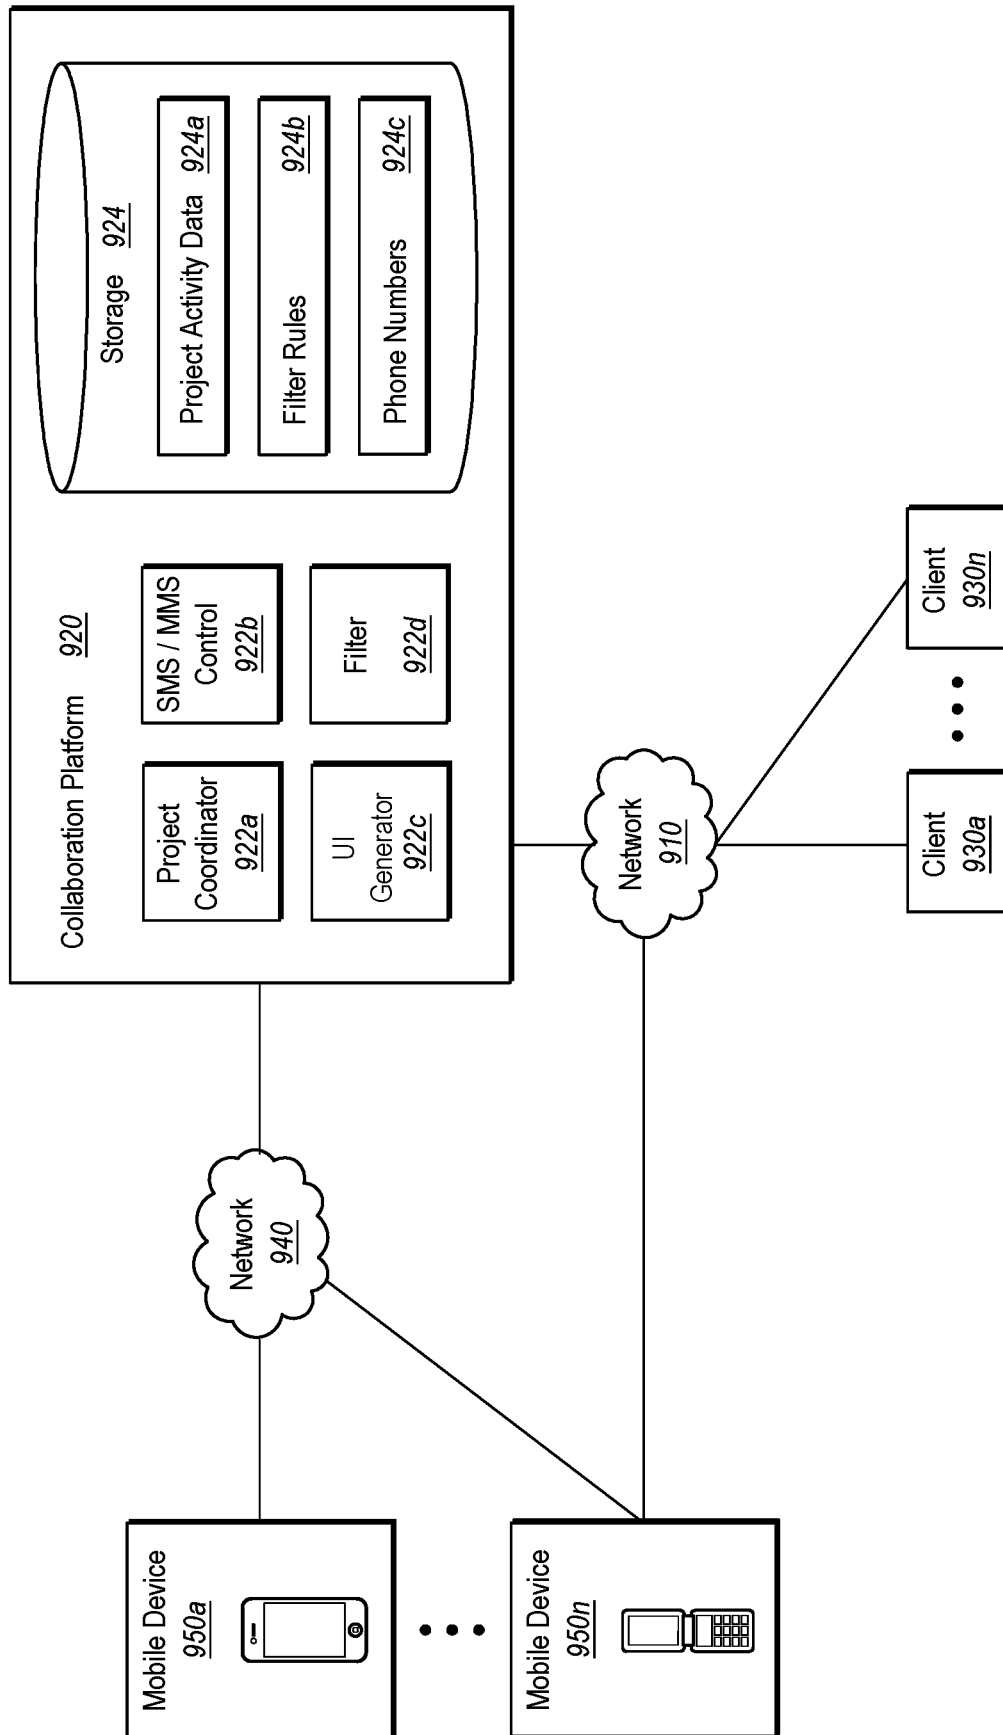 Collaboration Platform 920
Project
Coordinator
922a
SMS / MMS
Control
922b
UI
Generator
922c
Filter
922d
Storage 924
Project Activity Data 924a
Filter Rules 924b
Phone Numbers 924c
Network
940
Network
910
Mobile Device
950a
Mobile Device
950n
Client
930a
Client
930n